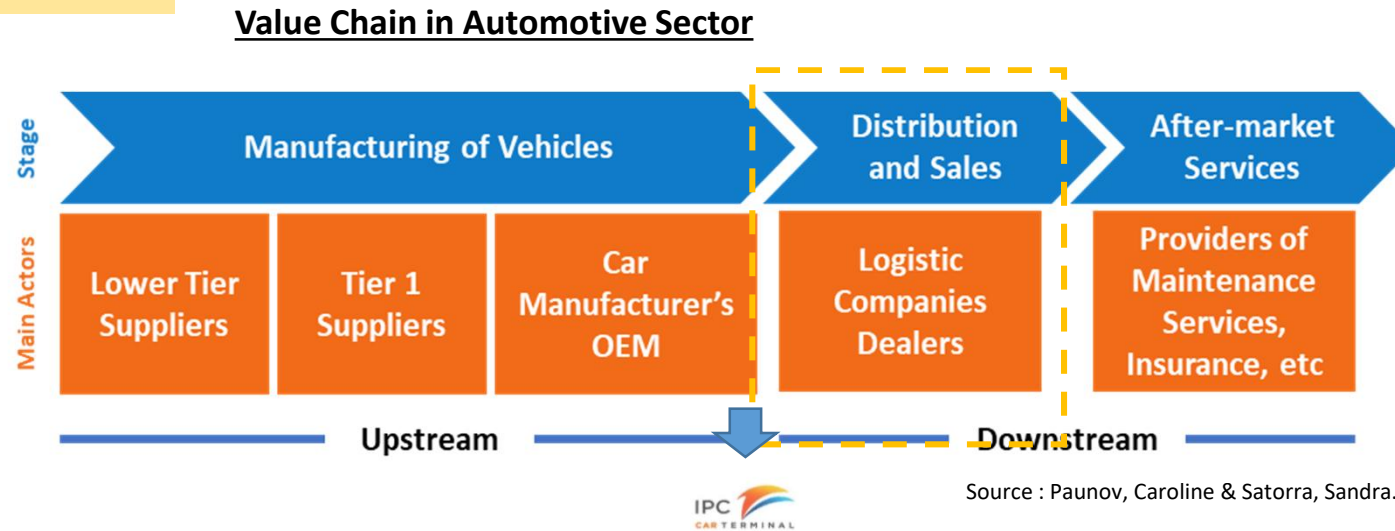 Value Chain in Automotive Sector
Stage
Manufacturing of Vehicles
Distribution
and Sales
After-market
Services
Main Actors
Lower Tier
Suppliers
Tier 1
Suppliers
Car
Manufacturer's
OEM
Logistic
Companies
Dealers
Providers of
Maintenance
Services,
Insurance, etc
Upstream
Downstream
IPC
CAR TERMINAL
Source : Paunov, Caroline & Satorra, Sandra.